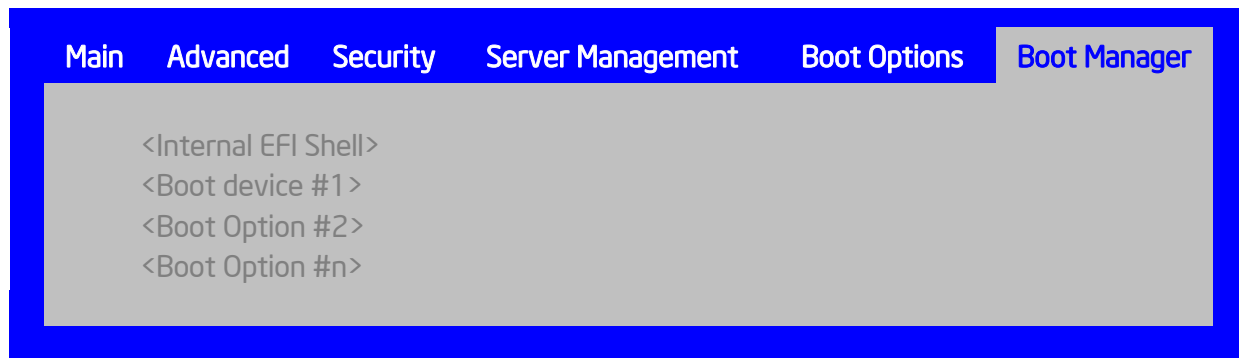 Main Advanced Security Server Management Boot Options Boot Manager
<Internal EFI Shell>
<Boot device #1>
<Boot Option #2>
<Boot Option #n>